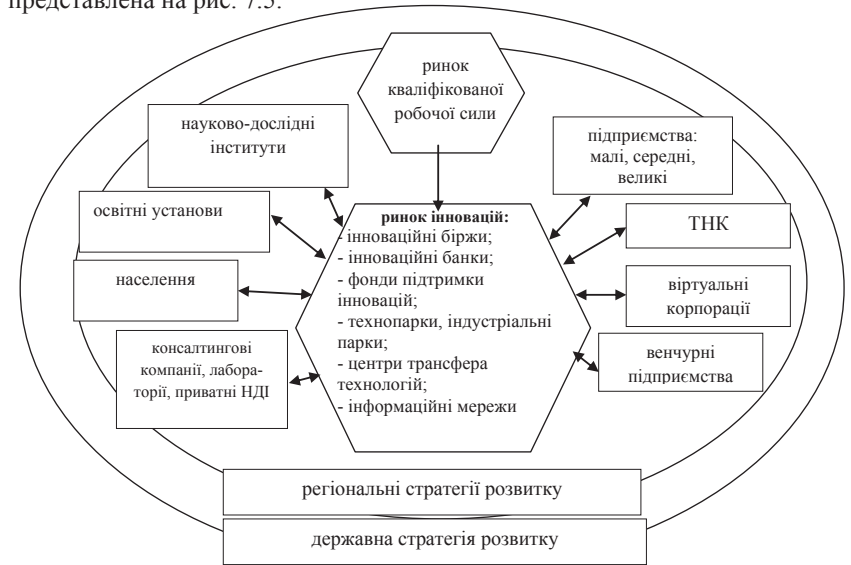 представлена на рис. 7.5.
ринок
кваліфікованої
робочої сили
науково-дослідні
інститути
освітні установи
населення
консалтингові
компанії, лабора-
торії, приватні НДІ
ринок інновацій:
- інноваційні біржи;
- інноваційні банки;
- фонди підтримки
інновацій;
- технопарки, індустріальні
парки;
- центри трансфера
технологій;
- інформаційні мережи
підприємства:
малі, середні,
великі
ТНК
віртуальні
корпорації
венчурні
підприємства
регіональні стратегії розвитку
державна стратегія розвитку